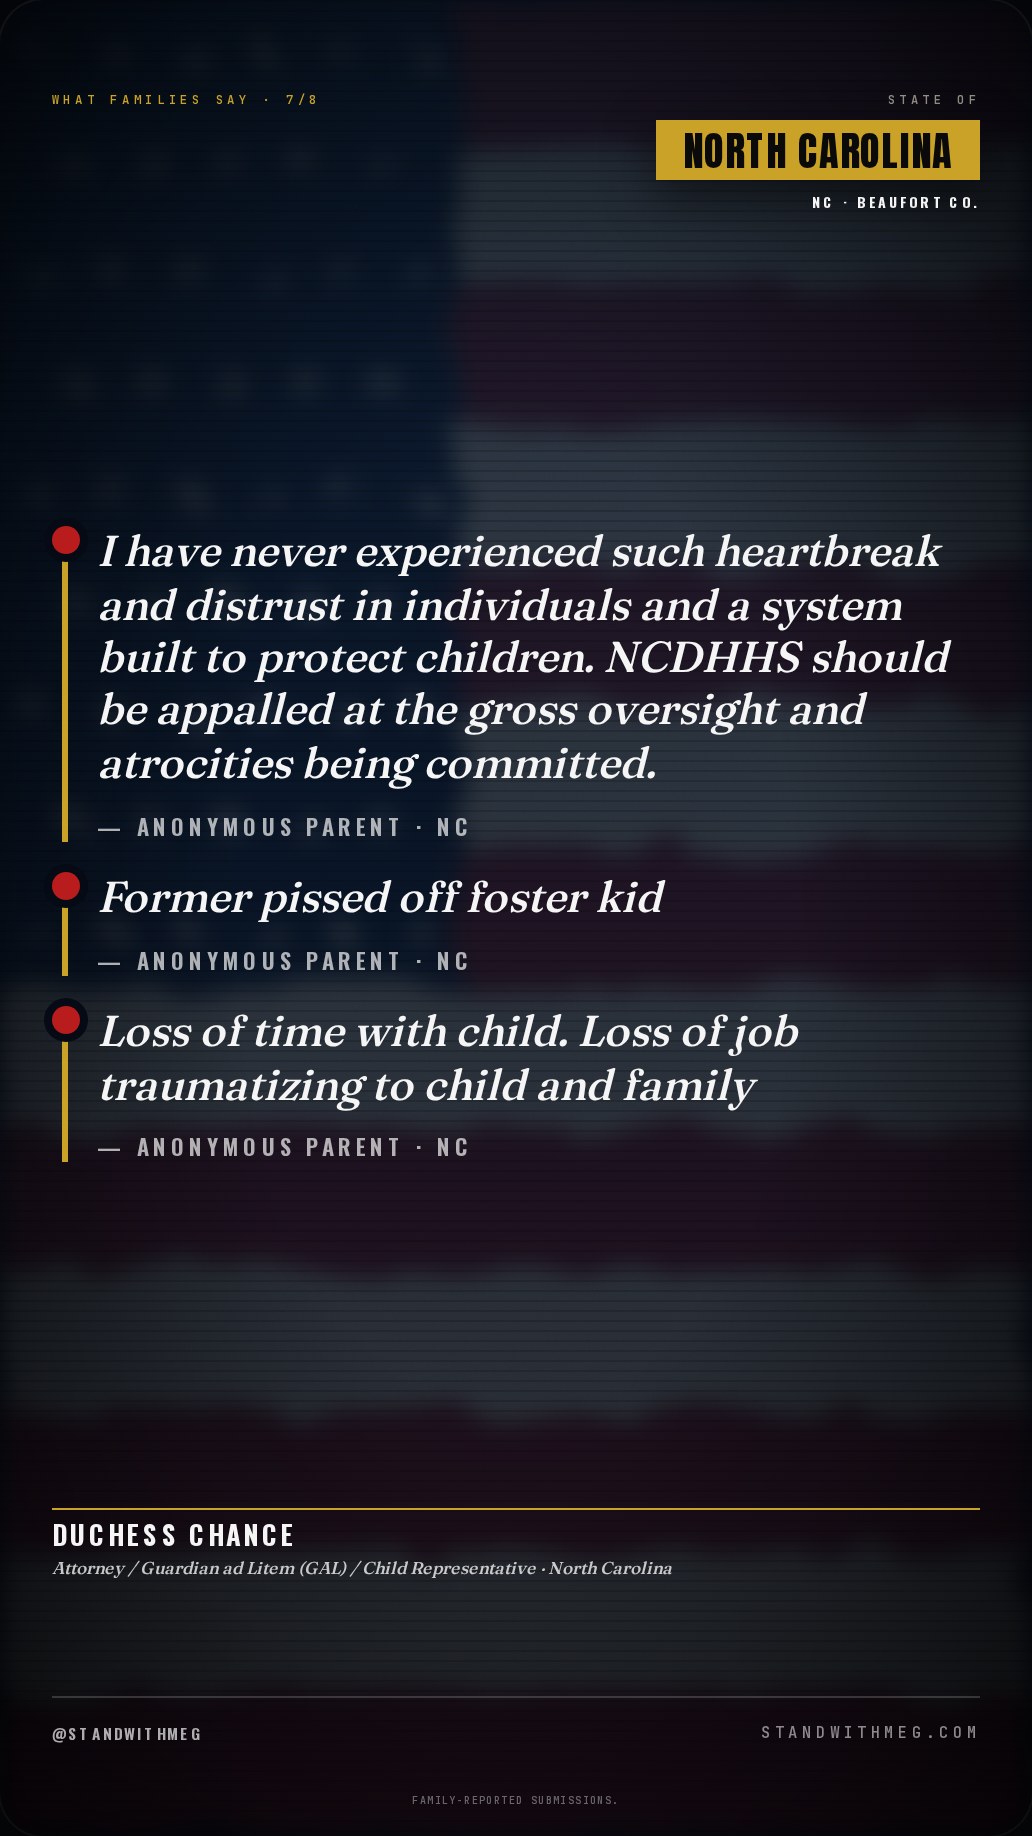 WHAT FAMILIES SAY · 7/8
STATE OF
NORTH CAROLINA
NC · BEAUFORT CO.
I have never experienced such heartbreak
and distrust in individuals and a system
built to protect children. NCDHHS should
be appalled at the gross oversight and
atrocities being committed.
— ANONYMOUS PARENT · NC
Former pissed off foster kid
— ANONYMOUS PARENT · NC
Loss of time with child. Loss of job
traumatizing to child and family
— ANONYMOUS PARENT · NC
DUCHESS CHANCE
Attorney / Guardian ad Litem (GAL) / Child Representative · North Carolina
@STANDWITHMEG
STANDWITHMEG.COM
FAMILY-REPORTED SUBMISSIONS.